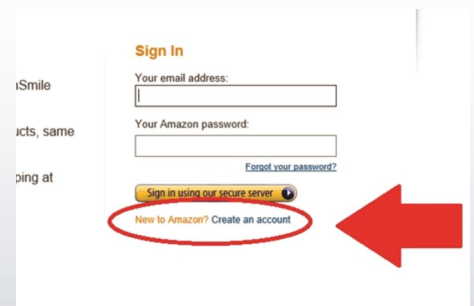 Sign In
Your email address:
nSmile
Your Amazon password:
ucts, same
Forgot your password?
ping at
Sign in using our secure server
New to Amazon? Create an account